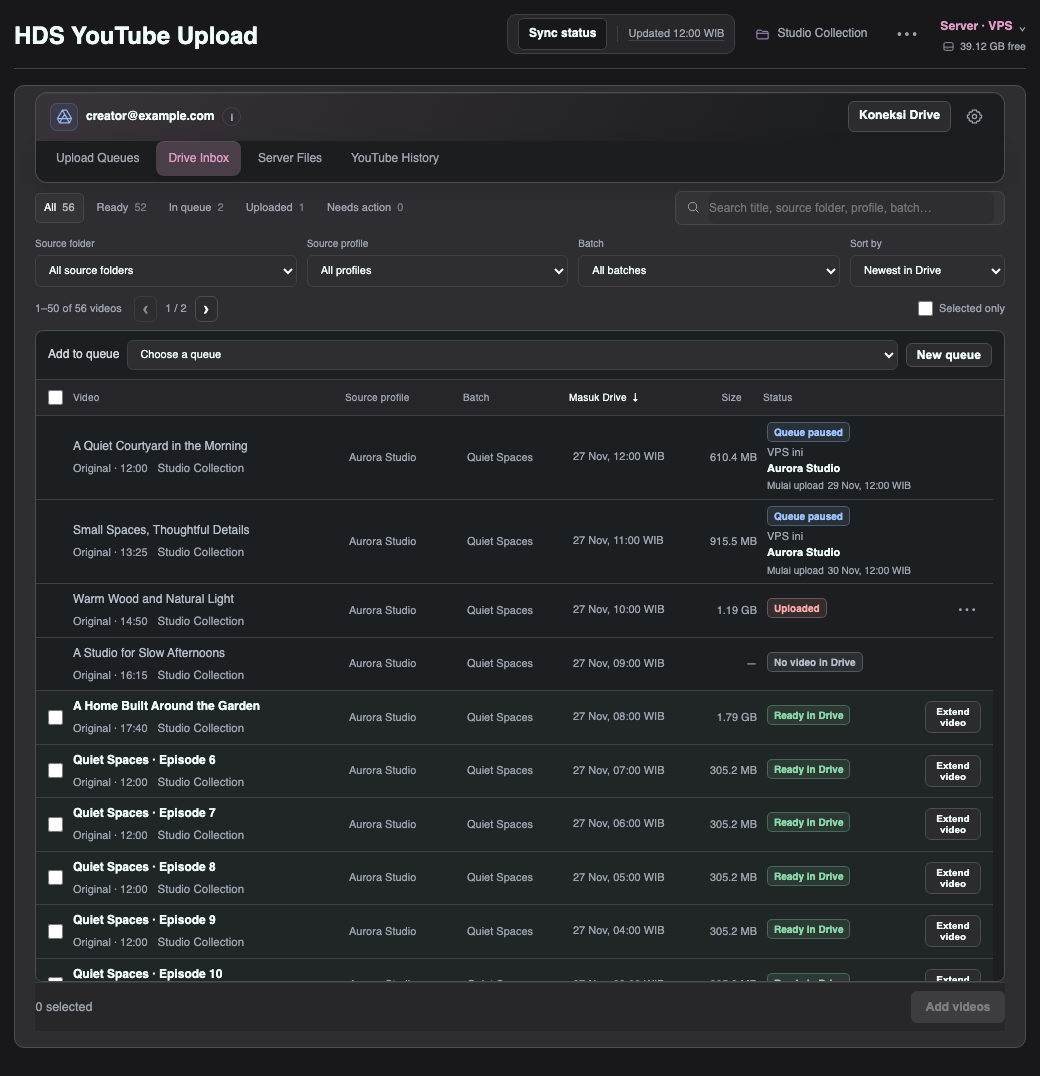 HDS YouTube Upload
Sync status Updated 12:00 WIB
Studio Collection
Server · VPS
39.12 GB free
creator@example.com i
Koneksi Drive
Upload Queues Drive Inbox Server Files YouTube History
All 56 Ready 52 In queue 2 Uploaded 1 Needs action 0
Search title, source folder, profile, batch…
Source folder Source profile Batch Sort by
All source folders All profiles All batches Newest in Drive
1–50 of 56 videos ‹ 1 / 2 › Selected only
Add to queue Choose a queue New queue
Video Source profile Batch Masuk Drive ↓ Size Status
A Quiet Courtyard in the Morning
Original · 12:00 Studio Collection
Aurora Studio Quiet Spaces 27 Nov, 12:00 WIB 610.4 MB
Queue paused
VPS ini
Aurora Studio
Mulai upload 29 Nov, 12:00 WIB
Small Spaces, Thoughtful Details
Original · 13:25 Studio Collection
Aurora Studio Quiet Spaces 27 Nov, 11:00 WIB 915.5 MB
Queue paused
VPS ini
Aurora Studio
Mulai upload 30 Nov, 12:00 WIB
Warm Wood and Natural Light
Original · 14:50 Studio Collection
Aurora Studio Quiet Spaces 27 Nov, 10:00 WIB 1.19 GB Uploaded
A Studio for Slow Afternoons
Original · 16:15 Studio Collection
Aurora Studio Quiet Spaces 27 Nov, 09:00 WIB — No video in Drive
A Home Built Around the Garden
Original · 17:40 Studio Collection
Aurora Studio Quiet Spaces 27 Nov, 08:00 WIB 1.79 GB Ready in Drive
Extend
video
Quiet Spaces · Episode 6
Original · 12:00 Studio Collection
Aurora Studio Quiet Spaces 27 Nov, 07:00 WIB 305.2 MB Ready in Drive
Extend
video
Quiet Spaces · Episode 7
Original · 12:00 Studio Collection
Aurora Studio Quiet Spaces 27 Nov, 06:00 WIB 305.2 MB Ready in Drive
Extend
video
Quiet Spaces · Episode 8
Original · 12:00 Studio Collection
Aurora Studio Quiet Spaces 27 Nov, 05:00 WIB 305.2 MB Ready in Drive
Extend
video
Quiet Spaces · Episode 9
Original · 12:00 Studio Collection
Aurora Studio Quiet Spaces 27 Nov, 04:00 WIB 305.2 MB Ready in Drive
Extend
video
Quiet Spaces · Episode 10
Extend
0 selected
Add videos